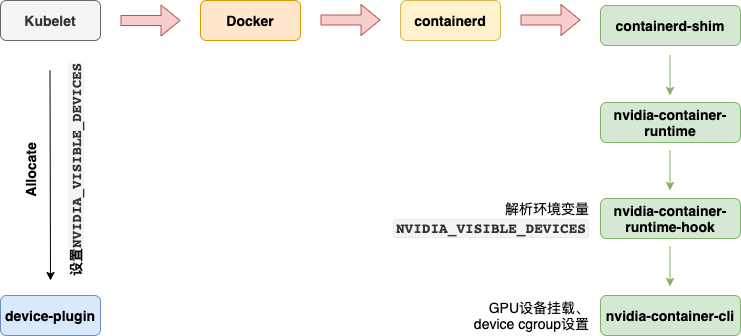 Kubelet
Docker
containerd
containerd-shim
Allocate
设置NVIDIA_VISIBLE_DEVICES
nvidia-container-
runtime
解析环境变量
NVIDIA_VISIBLE_DEVICES
nvidia-container-
runtime-hook
device-plugin
GPU设备挂载、
device cgroup设置
nvidia-container-cli